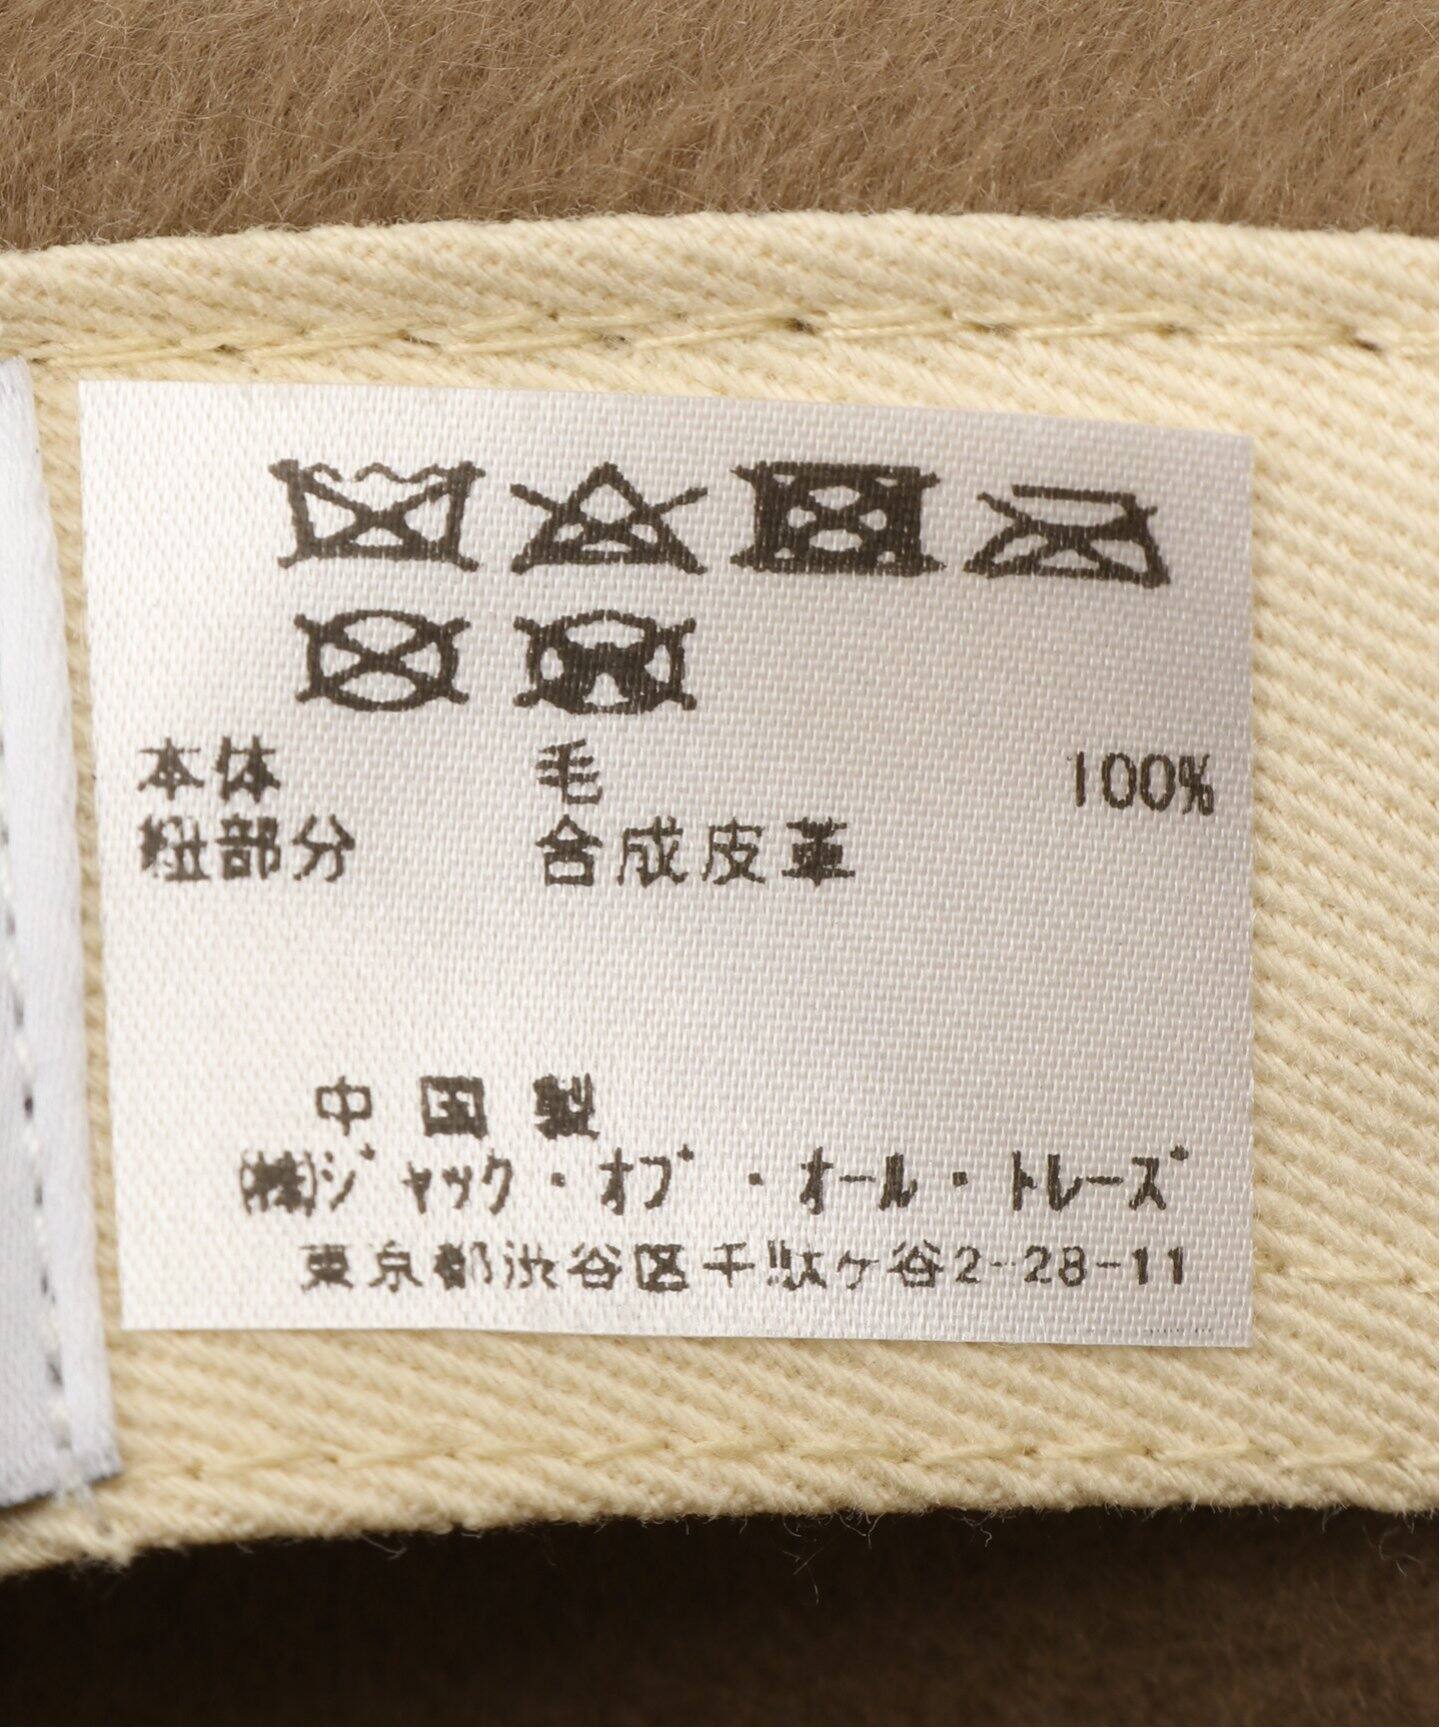 本体 毛 100%
紐部分 合成皮革
中国製
㈱ジャック・オブ・オール・トレーズ
東京都渋谷区千駄ケ谷2-28-11